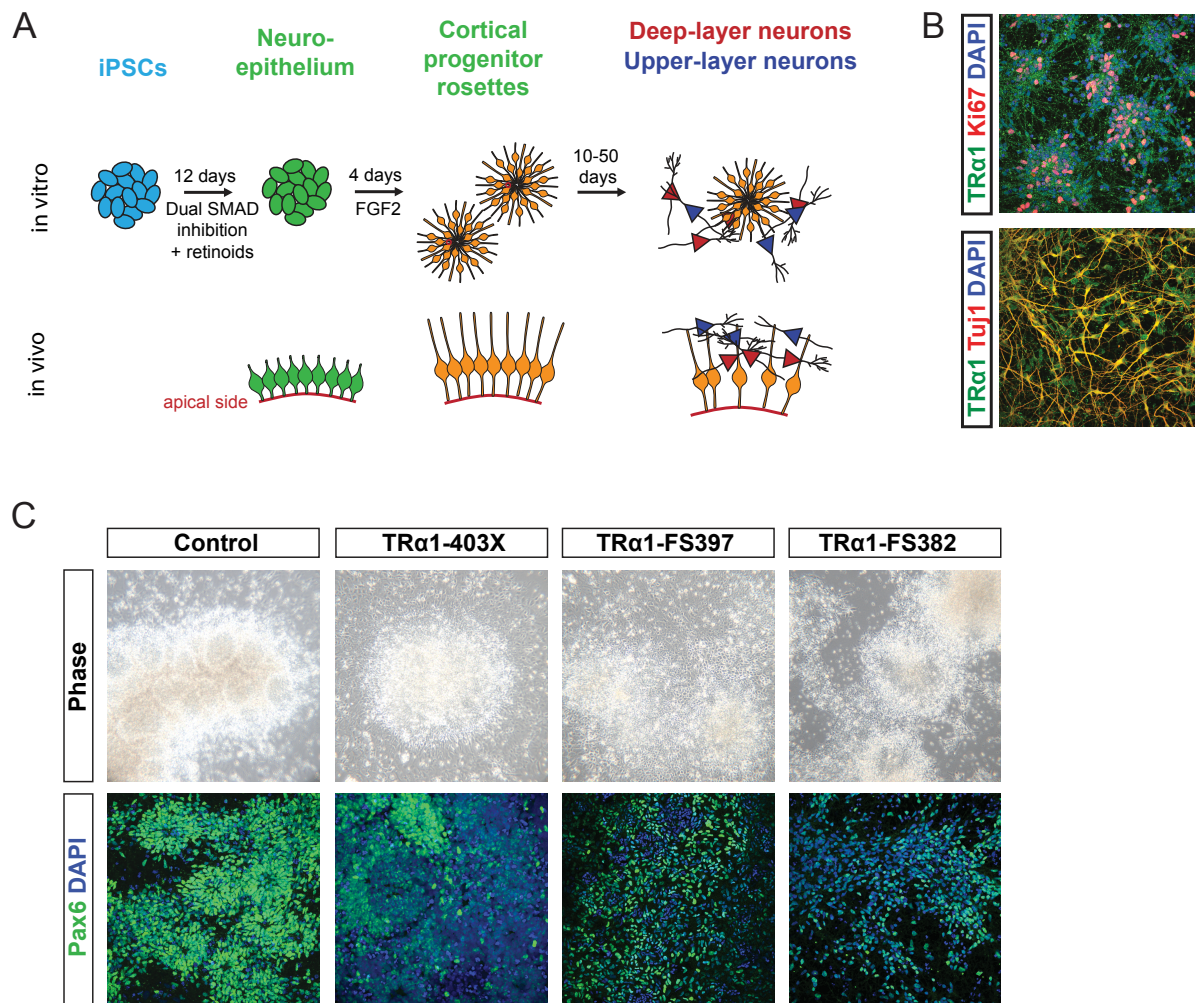 A
iPSCs
Neuro-
epithelium
Cortical
progenitor
rosettes
Deep-layer neurons
Upper-layer neurons
in vitro
12 days
Dual SMAD
inhibition
+ retinoids
4 days
FGF2
10-50
days
in vivo
apical side
B
TRα1 Ki67 DAPI
TRα1 Tuj1 DAPI
C
Control
TRα1-403X
TRα1-FS397
TRα1-FS382
Phase
Pax6 DAPI